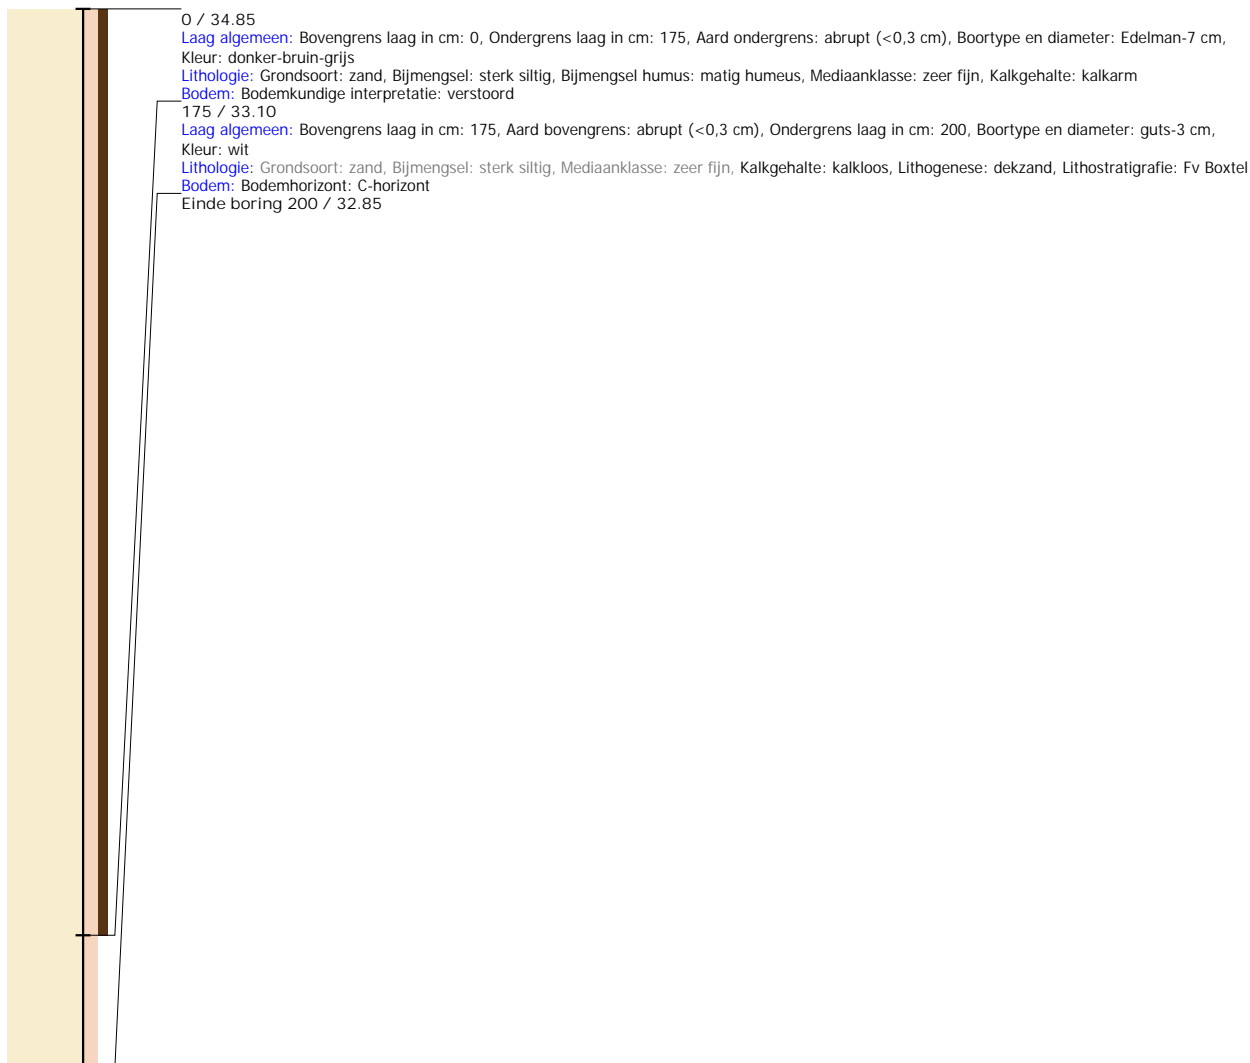 0 / 34.85
Laag algemeen: Bovengrens laag in cm: 0, Ondergrens laag in cm: 175, Aard ondergrens: abrupt (<0,3 cm), Boortype en diameter: Edelman-7 cm,
Kleur: donker-bruin-grijs
Lithologie: Grondsoort: zand, Bijmengsel: sterk siltig, Bijmengsel humus: matig humeus, Mediaanklasse: zeer fijn, Kalkgehalte: kalkarm
Bodem: Bodemkundige interpretatie: verstoord
175 / 33.10
Laag algemeen: Bovengrens laag in cm: 175, Aard bovengrens: abrupt (<0,3 cm), Ondergrens laag in cm: 200, Boortype en diameter: guts-3 cm,
Kleur: wit
Lithologie: Grondsoort: zand, Bijmengsel: sterk siltig, Mediaanklasse: zeer fijn, Kalkgehalte: kalkloos, Lithogenese: dekzand, Lithostratigrafie: Fv Boxtel
Bodem: Bodemhorizont: C-horizont
Einde boring 200 / 32.85